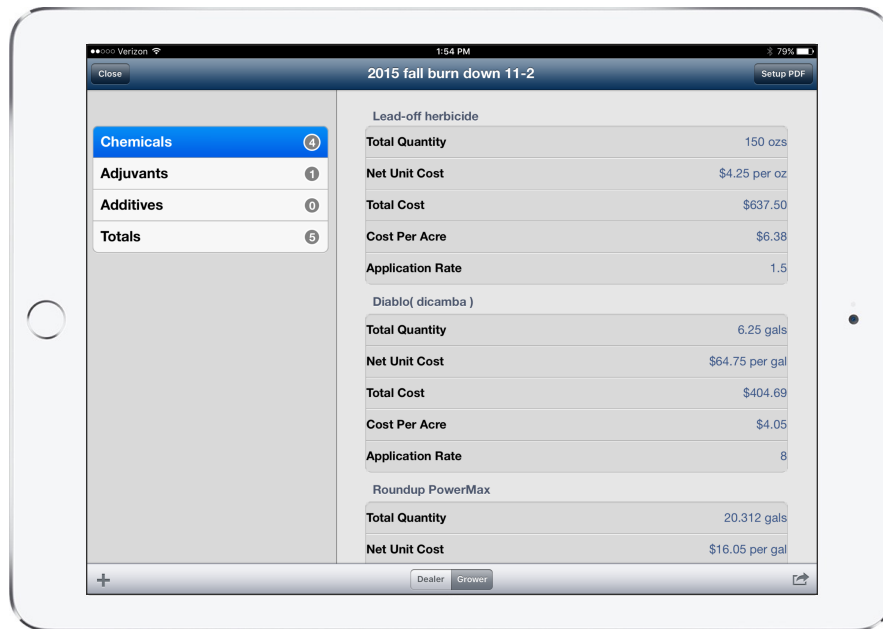 ●●○○○ Verizon 1:54 PM 79%
Close 2015 fall burn down 11-2 Setup PDF
Chemicals 4
Adjuvants 1
Additives 0
Totals 5
Lead-off herbicide
Total Quantity 150 ozs
Net Unit Cost $4.25 per oz
Total Cost $637.50
Cost Per Acre $6.38
Application Rate 1.5
Diablo( dicamba )
Total Quantity 6.25 gals
Net Unit Cost $64.75 per gal
Total Cost $404.69
Cost Per Acre $4.05
Application Rate 8
Roundup PowerMax
Total Quantity 20.312 gals
Net Unit Cost $16.05 per gal
Dealer Grower